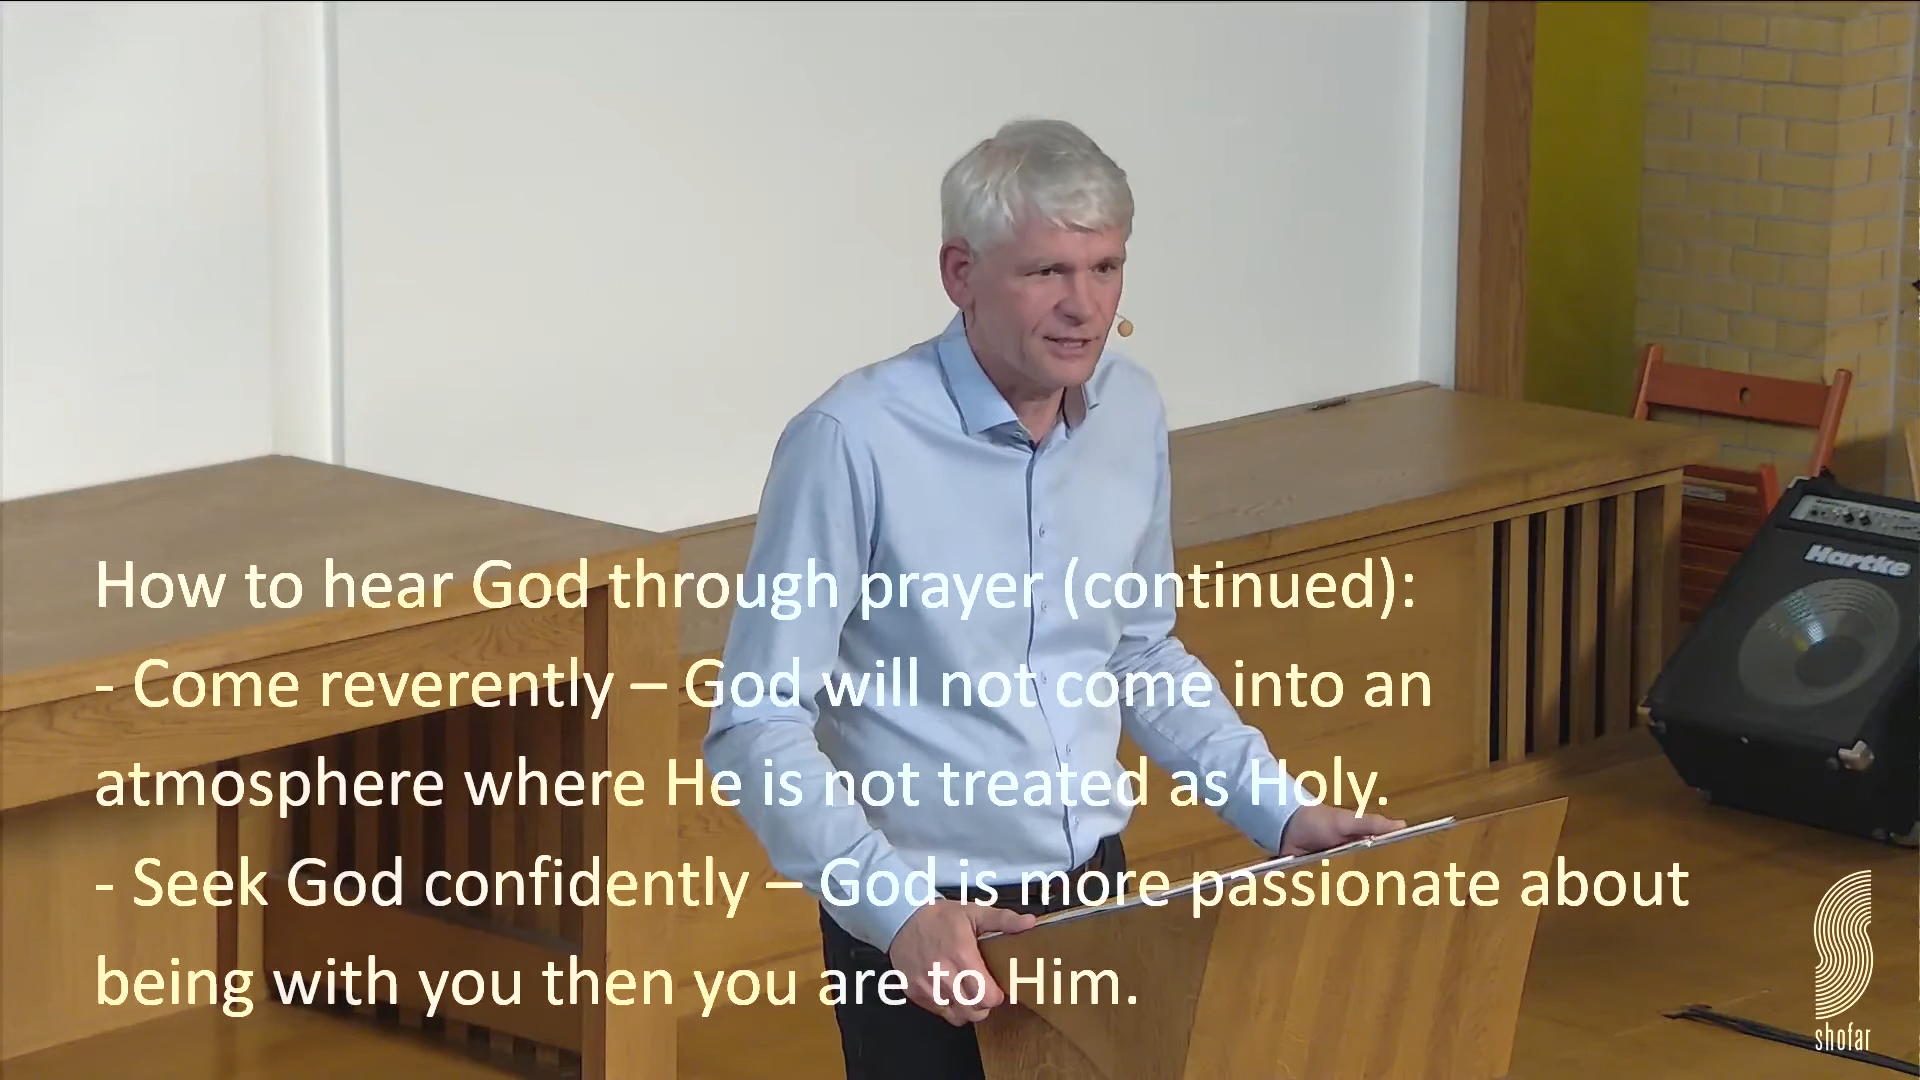 How to hear God through prayer (continued):
- Come reverently – God will not come into an
atmosphere where He is not treated as Holy.
- Seek God confidently – God is more passionate about
being with you then you are to Him.
Hartke
shofar